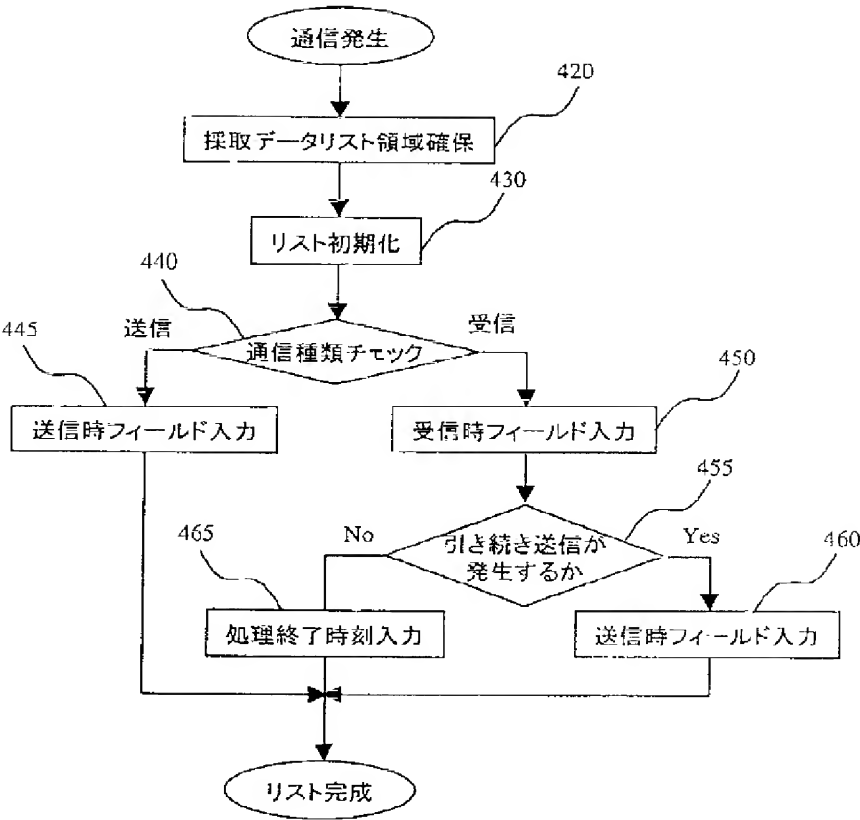 通信発生
420
採取データリスト領域確保
430
リスト初期化
440
送信
受信
445
通信種類チェック
450
送信時フィールド入力
受信時フィールド入力
455
465
No
引き続き送信が
発生するか
Yes
460
処理終了時刻入力
送信時フィールド入力
リスト完成